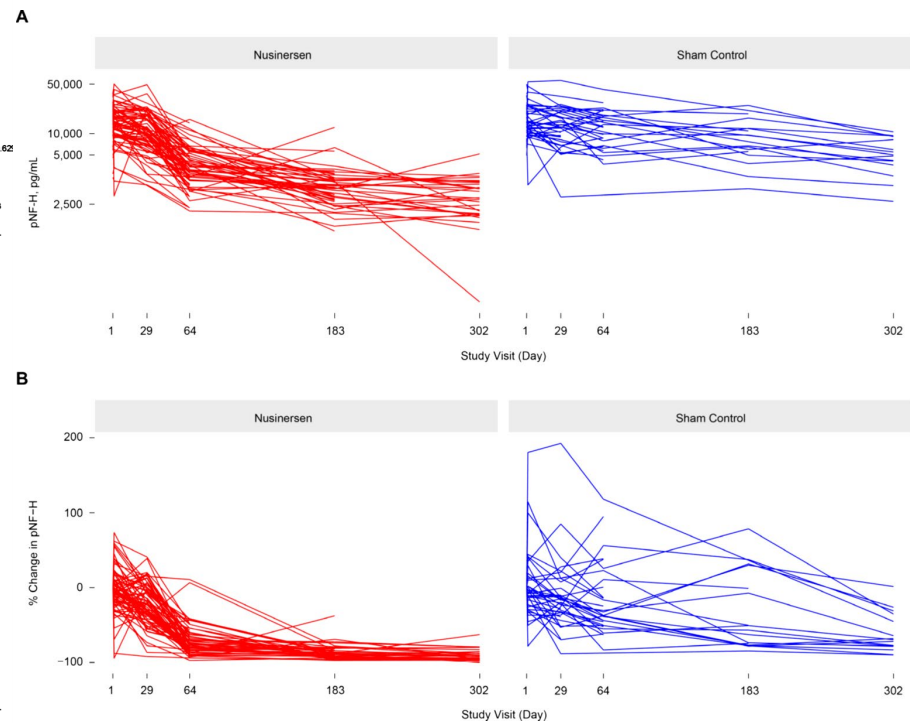 A
Nusinersen
Sham Control
50,000
10,000
5,000
2,500
pNF-H, pg/mL
1 29 64 183 302
1 29 64 183 302
Study Visit (Day)
B
Nusinersen
Sham Control
200
100
0
−100
% Change in pNF−H
1 29 64 183 302
1 29 64 183 302
Study Visit (Day)